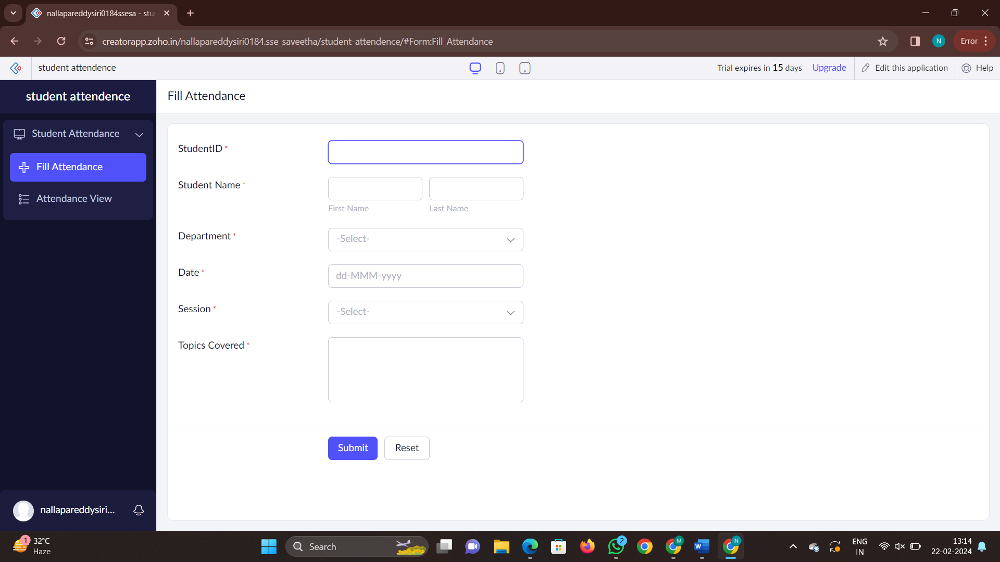 nallapareddysiri0184ssesa - stu
creatorapp.zoho.in/nallapareddysiri0184.sse_saveetha/student-attendence/#Form:Fill_Attendance
N
Error
student attendence
Trial expires in 15 days
Upgrade
Edit this application
Help
student attendence
Fill Attendance
Student Attendance
Fill Attendance
Attendance View
StudentID *
Student Name *
First Name
Last Name
Department *
-Select-
Date *
dd-MMM-yyyy
Session *
-Select-
Topics Covered *
Submit
Reset
nallapareddysiri...
1
32°C
Haze
Search
2
M
W
N
ENG
IN
13:14
22-02-2024